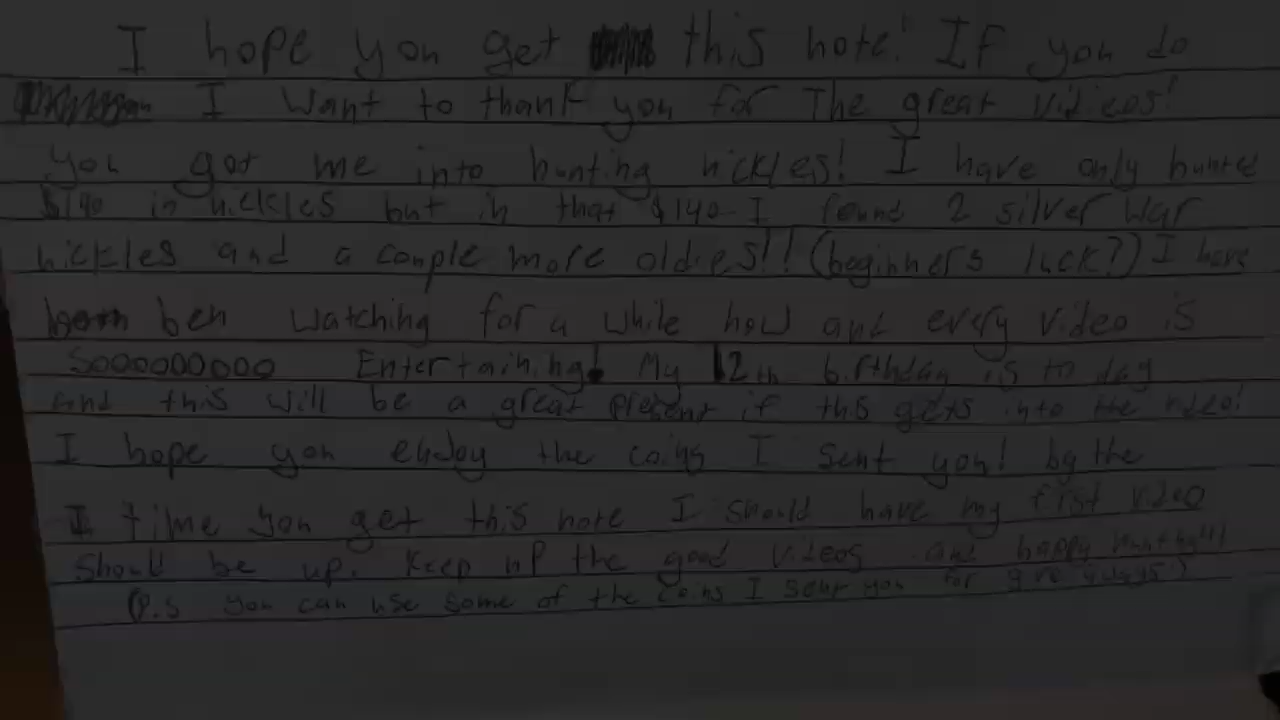 I hope you get this note! If you do
I want to thank you for The great videos!
you got me into hunting nickles! I have only hunted
$140 in nickles but in that $140 I found 2 silver war
nickles and a couple more oldies!! (beginners luck?) I have
ben watching for a while now and every video is
Sooooooooo Entertaining! My 12th birthday is to day
and this will be a great present if this gets into the video!
I hope you enjoy the coins I sent you! by the
time you get this note I should have my first video
Should be up. Keep up the good videos and happy hunting!!!
(P.s you can use some of the coins I sent you for give aways!)